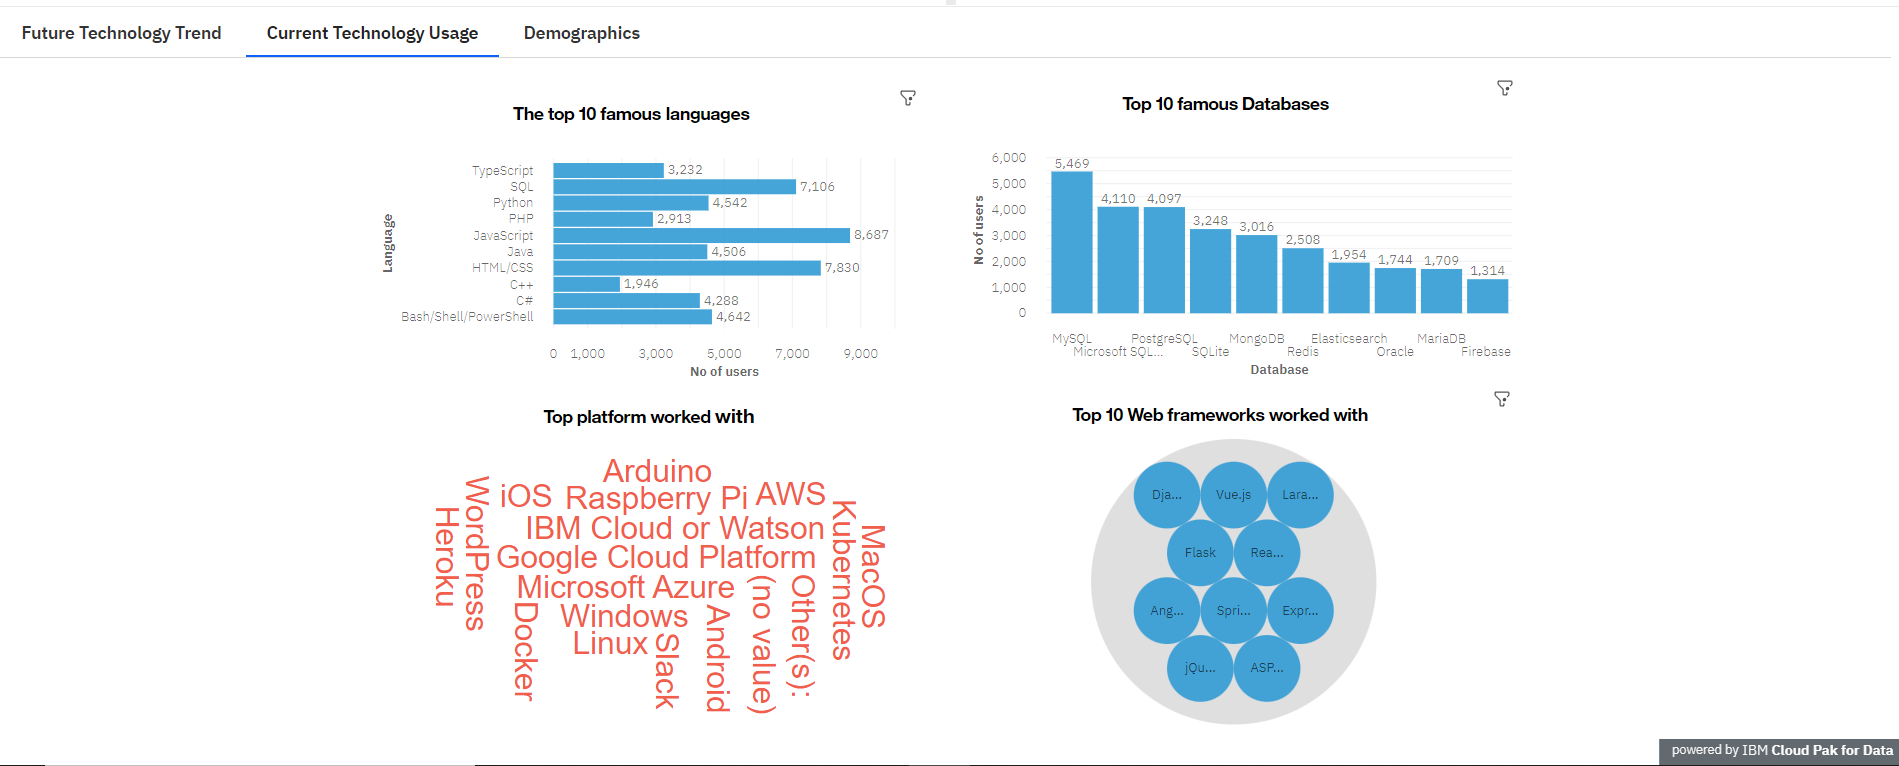 Future Technology Trend
Current Technology Usage
Demographics
The top 10 famous languages
Language
TypeScript 3,232
SQL 7,106
Python 4,542
PHP 2,913
JavaScript 8,687
Java 4,506
HTML/CSS 7,830
C++ 1,946
C# 4,288
Bash/Shell/PowerShell 4,642
0 1,000 3,000 5,000 7,000 9,000
No of users
Top 10 famous Databases
No of users
6,000
5,000
4,000
3,000
2,000
1,000
0
5,469
4,110
4,097
3,248
3,016
2,508
1,954
1,744
1,709
1,314
MySQL
Microsoft SQL...
PostgreSQL
SQLite
MongoDB
Redis
Elasticsearch
Oracle
MariaDB
Firebase
Database
Top platform worked with
Arduino
iOS
Raspberry Pi
AWS
IBM Cloud or Watson
Google Cloud Platform
Microsoft Azure
Windows
Linux
Heroku
WordPress
Docker
Slack
Android
(no value)
Other(s):
Kubernetes
MacOS
Top 10 Web frameworks worked with
Dja...
Vue.js
Lara...
Flask
Rea...
Ang...
Spri...
Expr...
jQu...
ASP...
powered by IBM Cloud Pak for Data